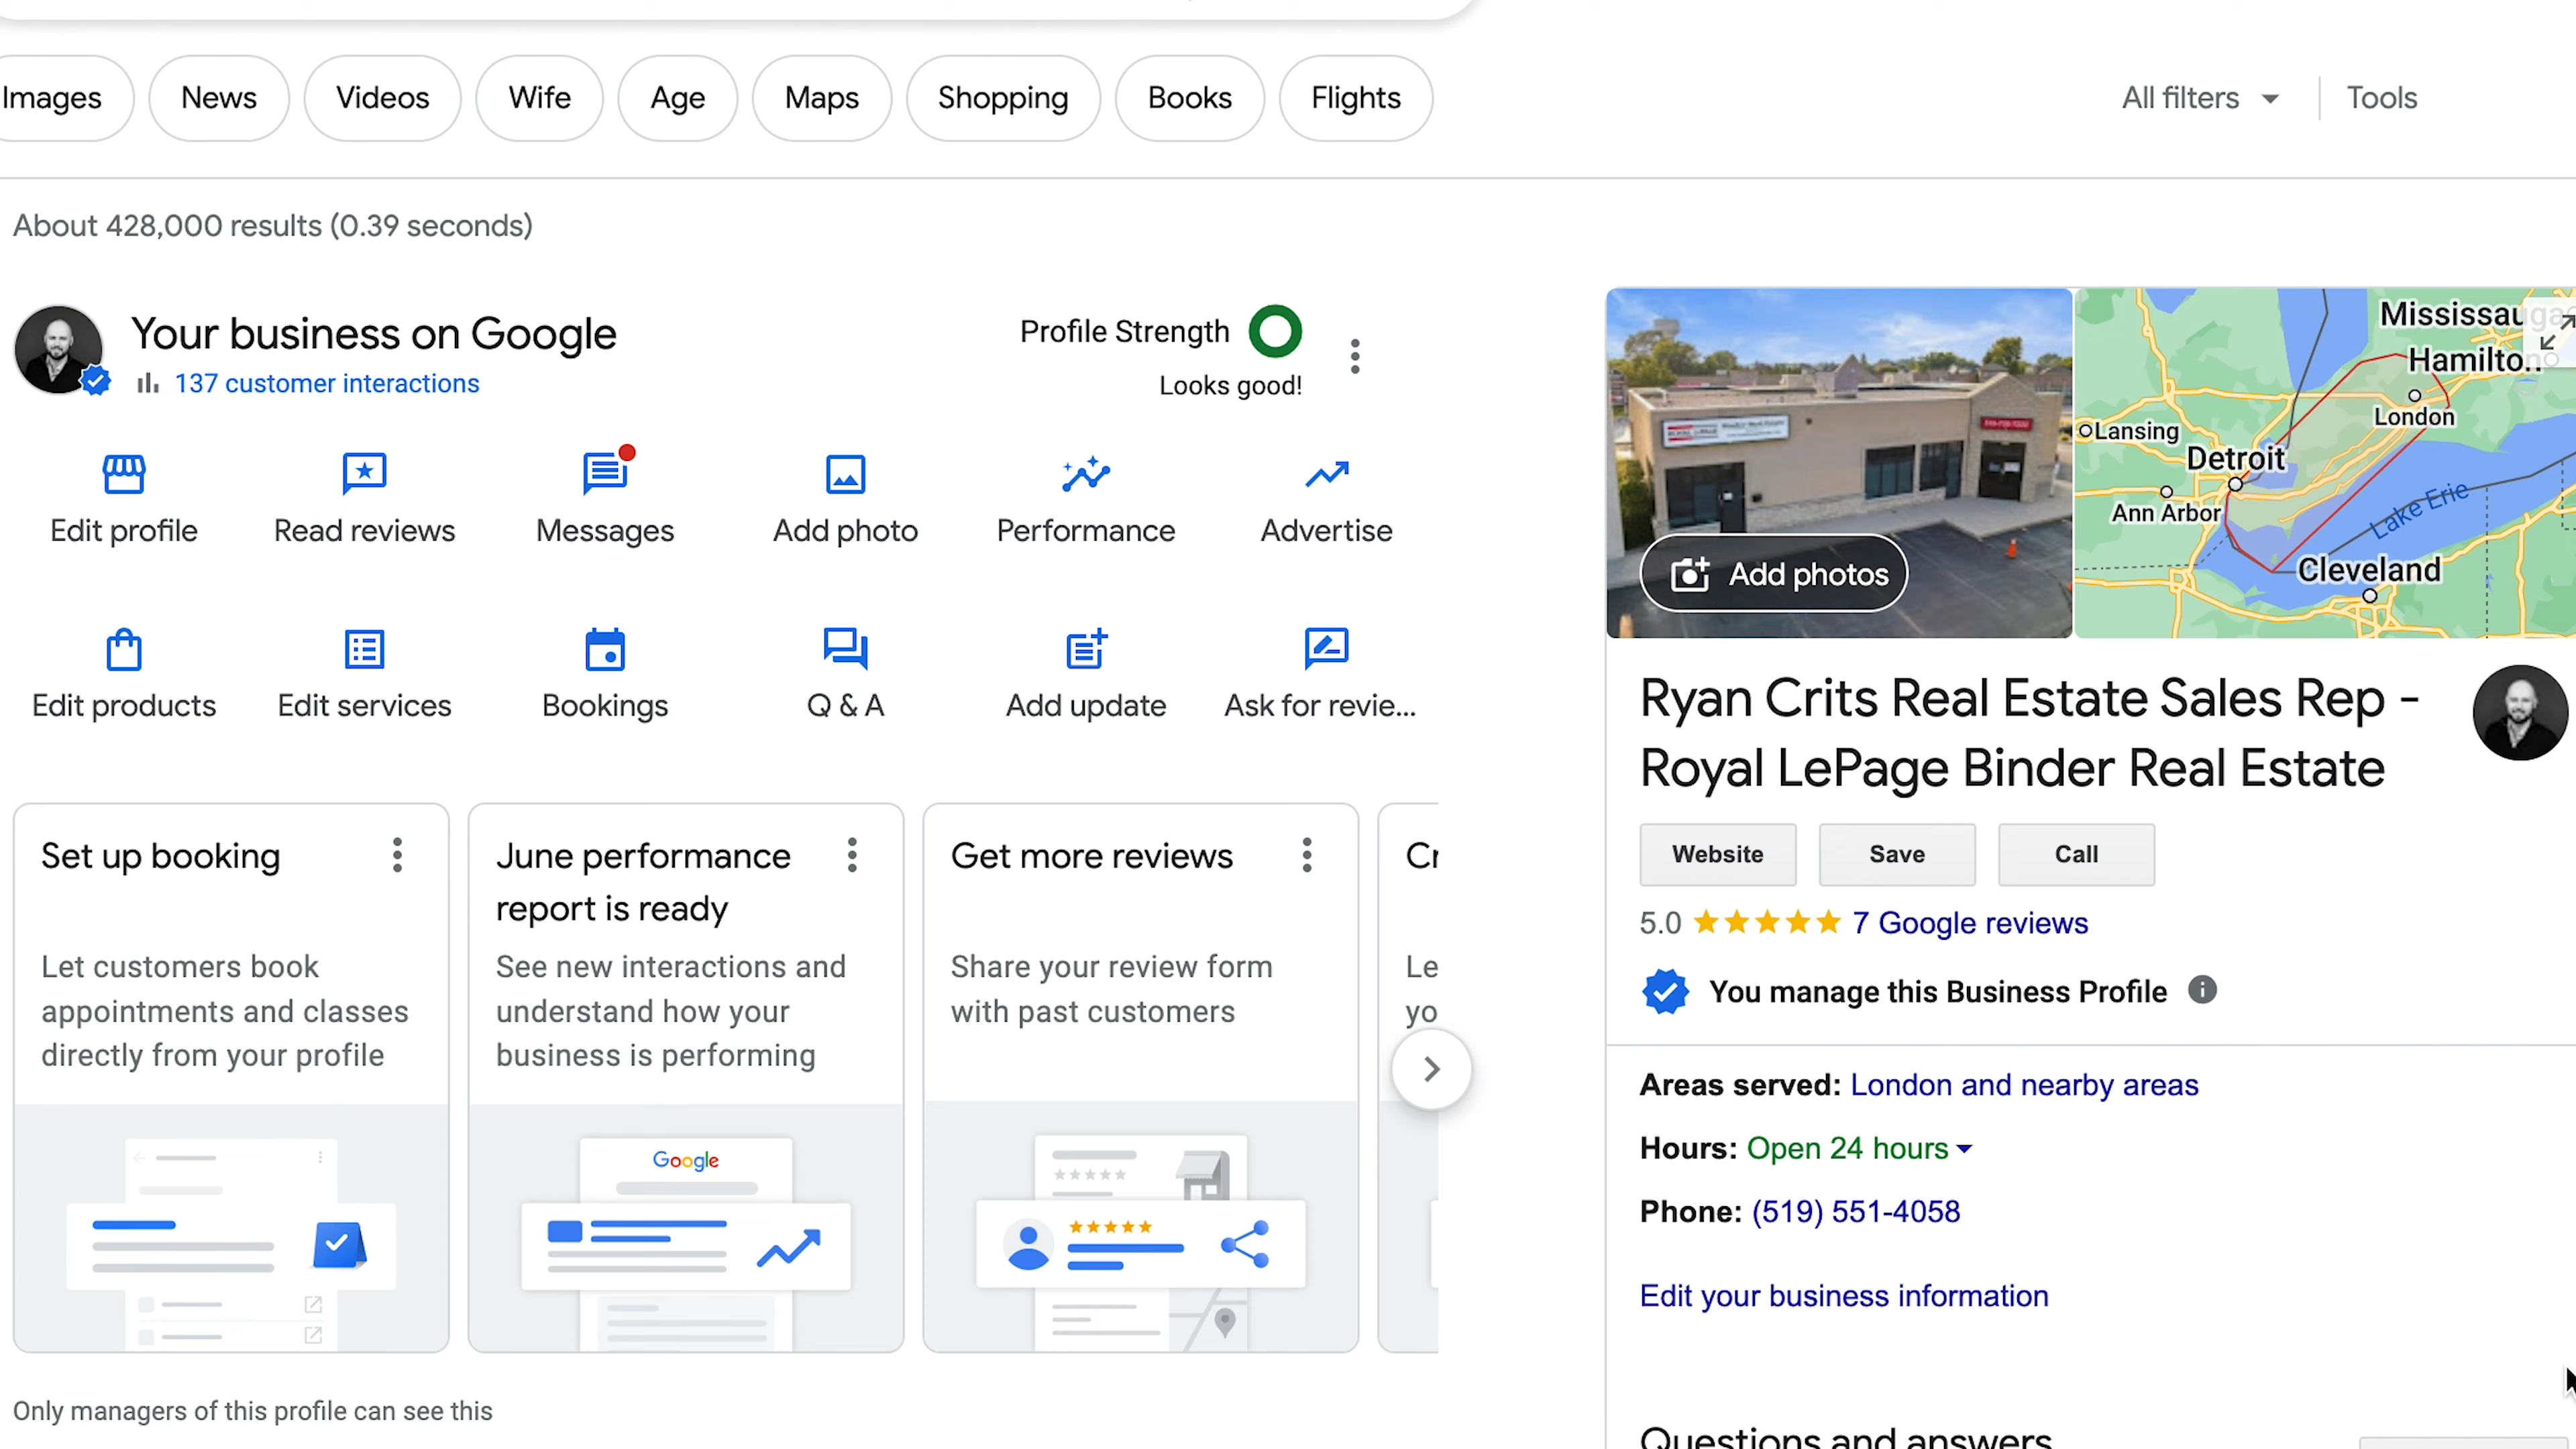 Images
News
Videos
Wife
Age
Maps
Shopping
Books
Flights
All filters
Tools
About 428,000 results (0.39 seconds)
Your business on Google
137 customer interactions
Profile Strength
Looks good!
Edit profile
Read reviews
Messages
Add photo
Performance
Advertise
Edit products
Edit services
Bookings
Q & A
Add update
Ask for revie...
Set up booking
Let customers book
appointments and classes
directly from your profile
June performance
report is ready
See new interactions and
understand how your
business is performing
Google
Get more reviews
Share your review form
with past customers
Cr
Le
yo
Only managers of this profile can see this
Add photos
Mississauga
Hamilton
London
Lansing
Detroit
Ann Arbor
Lake Erie
Cleveland
Ryan Crits Real Estate Sales Rep -
Royal LePage Binder Real Estate
Website
Save
Call
5.0
7 Google reviews
You manage this Business Profile
Areas served: London and nearby areas
Hours: Open 24 hours
Phone: (519) 551-4058
Edit your business information
Questions and answers